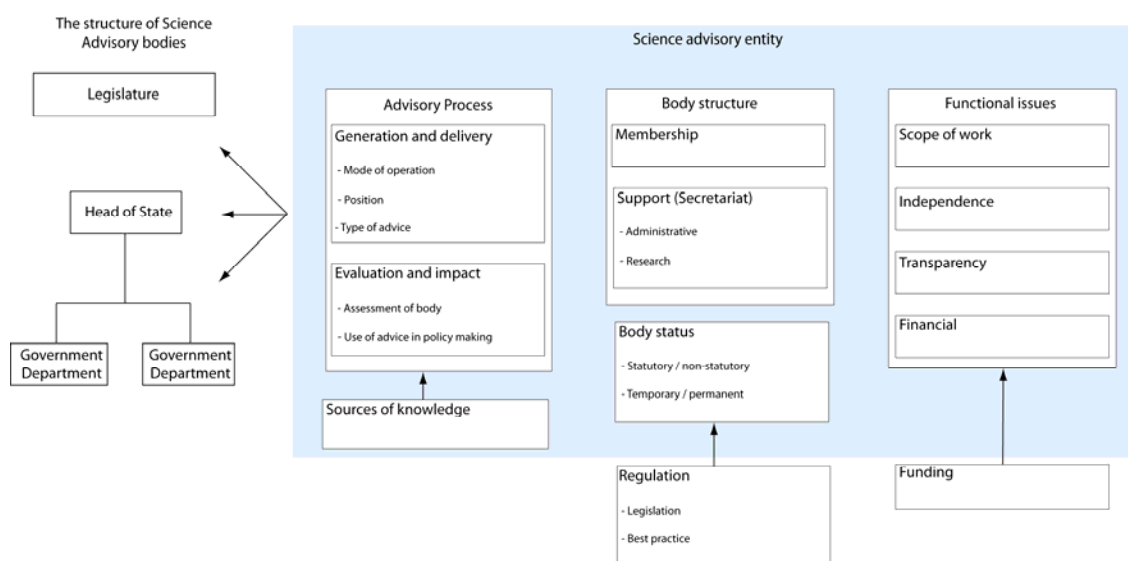 The structure of Science
Advisory bodies
Legislature
Head of State
Government
Department
Government
Department
Science advisory entity
Advisory Process
Generation and delivery
- Mode of operation
- Position
- Type of advice
Evaluation and impact
- Assessment of body
- Use of advice in policy making
Sources of knowledge
Body structure
Membership
Support (Secretariat)
- Administrative
- Research
Body status
- Statutory / non-statutory
- Temporary / permanent
Regulation
- Legislation
- Best practice
Functional issues
Scope of work
Independence
Transparency
Financial
Funding